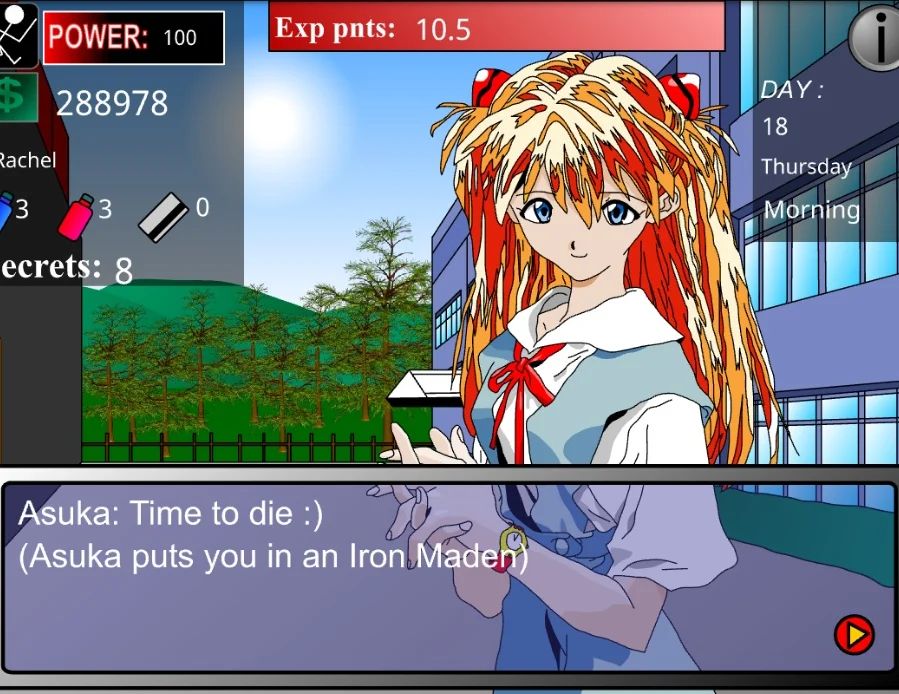 POWER: 100
Exp pnts: 10.5
$ 288978
DAY :
18
Rachel
Thursday
3 3 0
Morning
ecrets: 8
Asuka: Time to die :)
(Asuka puts you in an Iron Maden)